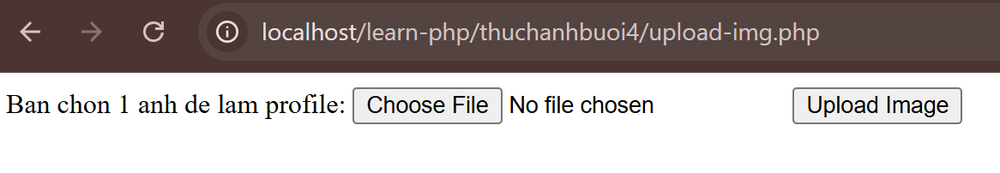 localhost/learn-php/thuchanhbuoi4/upload-img.php
Ban chon 1 anh de lam profile: Choose File No file chosen Upload Image